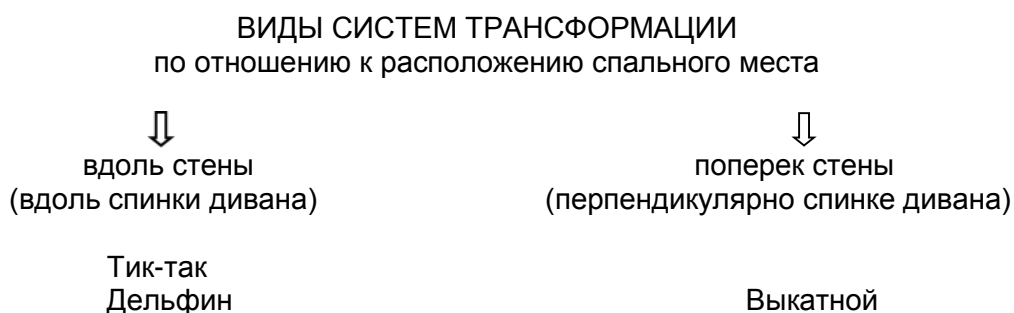 ВИДЫ СИСТЕМ ТРАНСФОРМАЦИИ
по отношению к расположению спального места
вдоль стены
(вдоль спинки дивана)
поперек стены
(перпендикулярно спинке дивана)
Тик-так
Дельфин
Выкатной